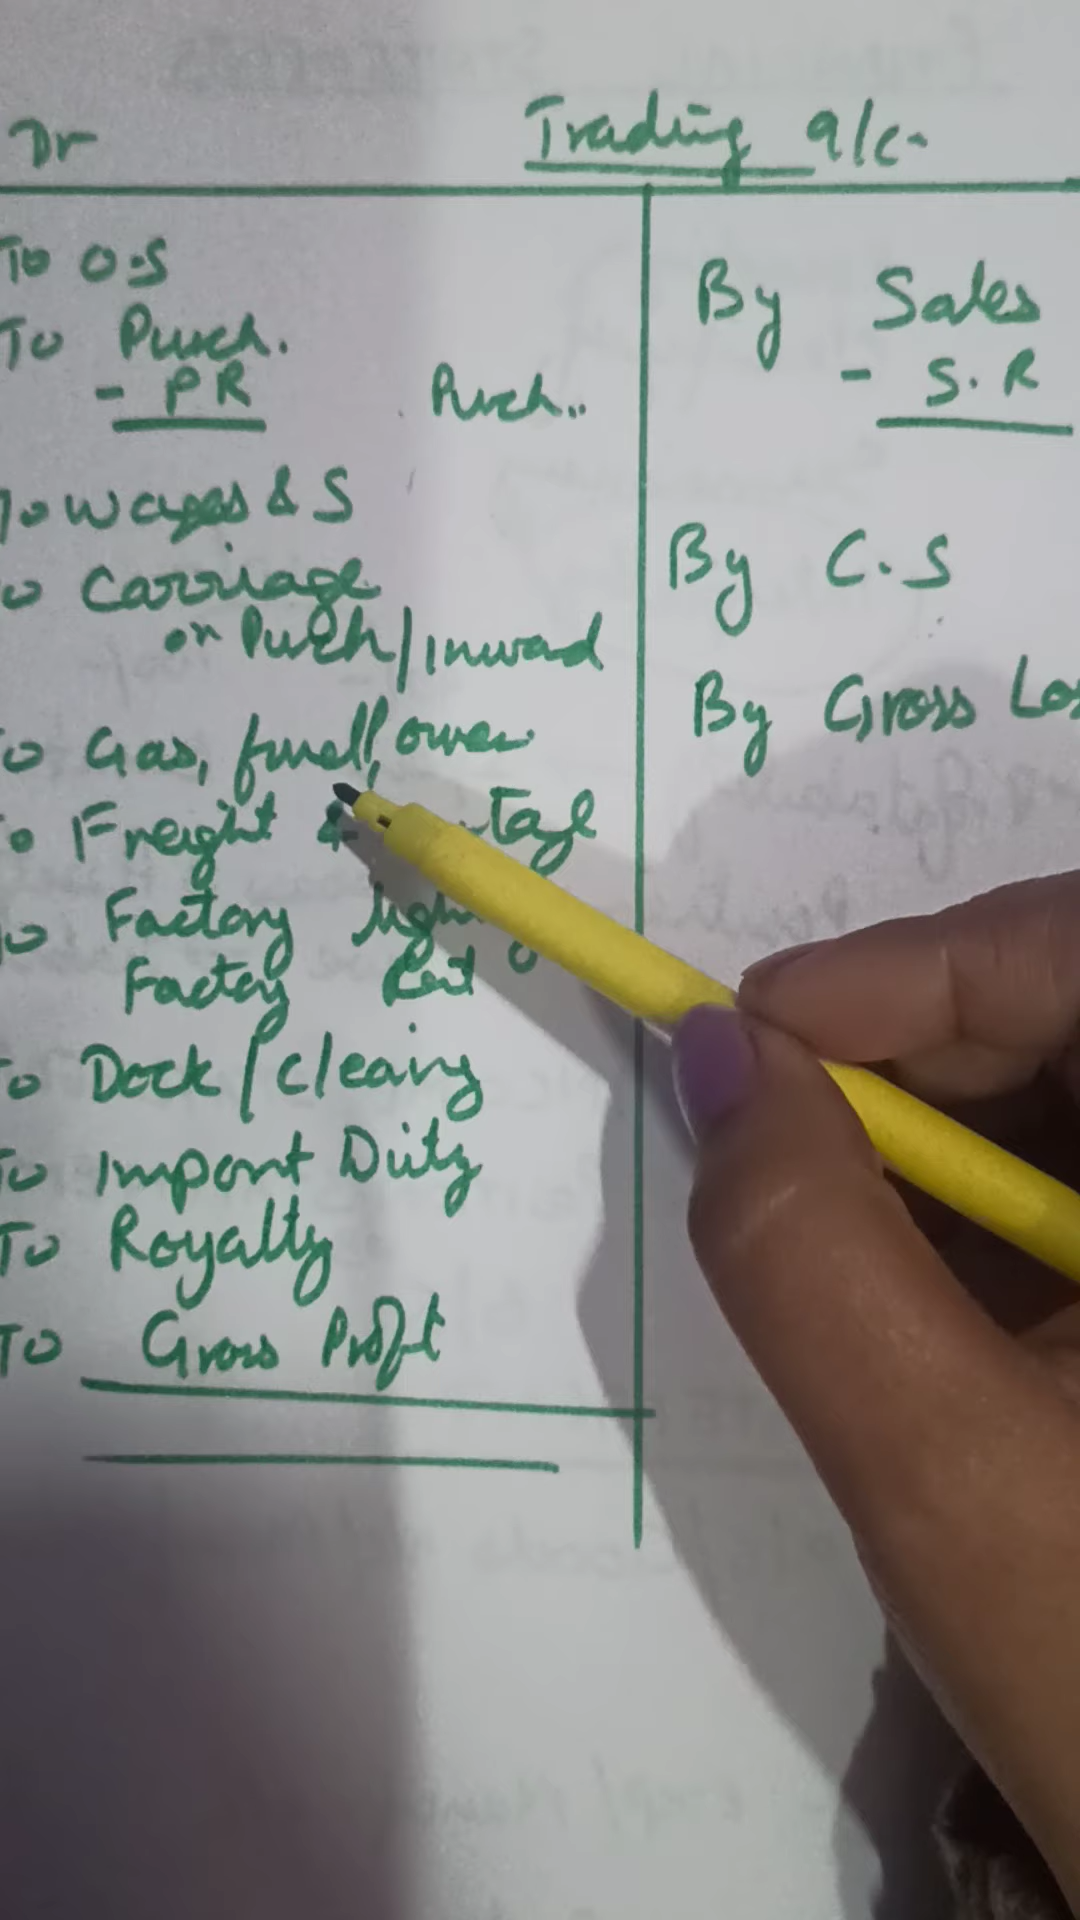 Dr
Trading a/c.
To O.S
To Purch.
- PR
Purch..
To Wages & S
To Carriage
on Purch/Inward
To Gas, fuel, Power
To Freight &
To Factory
Factory Rent
To Dock/Clearing
To Import Duty
To Royalty
To Gross Profit
By Sales
- S.R
By C.S
By Gross